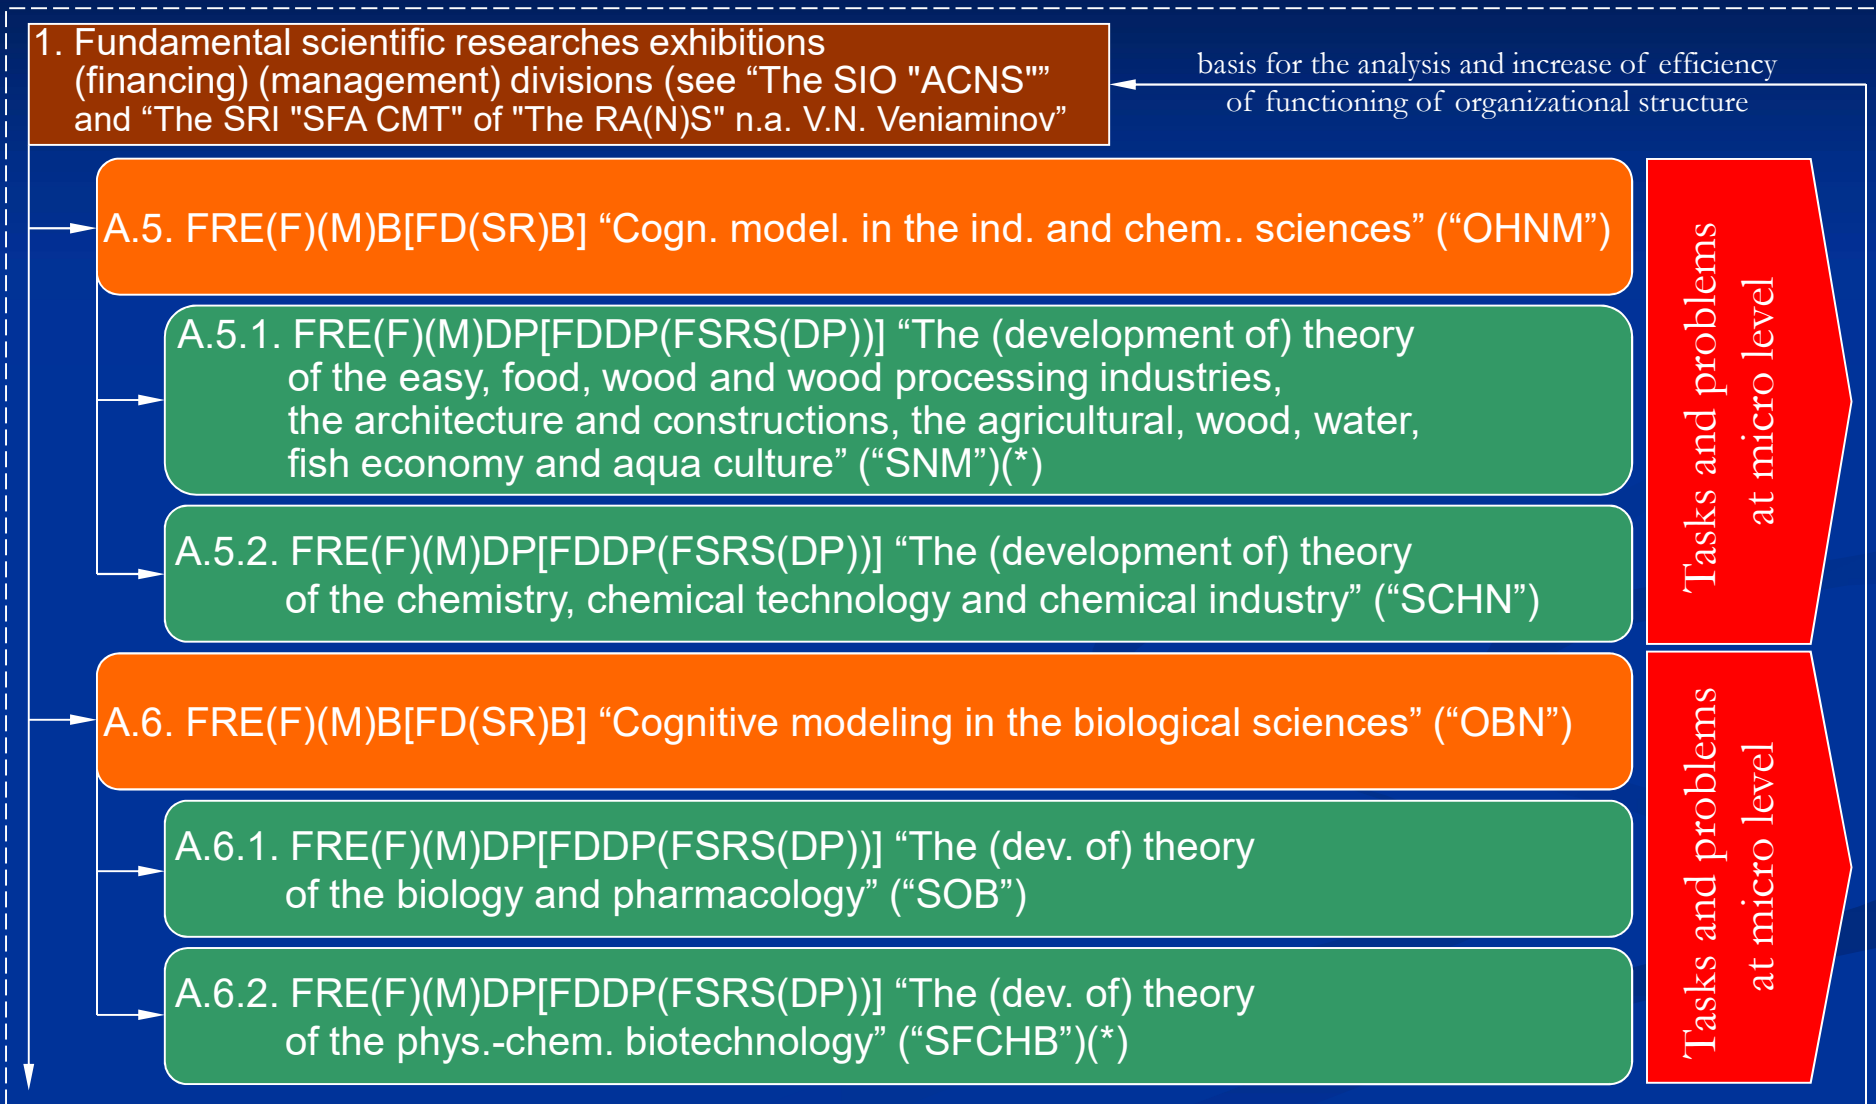 1. Fundamental scientific researches exhibitions
(financing) (management) divisions (see “The SIO "ACNS"”
and “The SRI "SFA CMT" of "The RA(N)S" n.a. V.N. Veniaminov”
basis for the analysis and increase of efficiency
of functioning of organizational structure
A.5. FRE(F)(M)B[FD(SR)B] “Cogn. model. in the ind. and chem.. sciences” (“OHNM”)
A.5.1. FRE(F)(M)DP[FDDP(FSRS(DP))] “The (development of) theory
of the easy, food, wood and wood processing industries,
the architecture and constructions, the agricultural, wood, water,
fish economy and aqua culture” (“SNM”)(*)
A.5.2. FRE(F)(M)DP[FDDP(FSRS(DP))] “The (development of) theory
of the chemistry, chemical technology and chemical industry” (“SCHN”)
Tasks and problems
at micro level
A.6. FRE(F)(M)B[FD(SR)B] “Cognitive modeling in the biological sciences” (“OBN”)
A.6.1. FRE(F)(M)DP[FDDP(FSRS(DP))] “The (dev. of) theory
of the biology and pharmacology” (“SOB”)
A.6.2. FRE(F)(M)DP[FDDP(FSRS(DP))] “The (dev. of) theory
of the phys.-chem. biotechnology” (“SFCHB”)(*)
Tasks and problems
at micro level